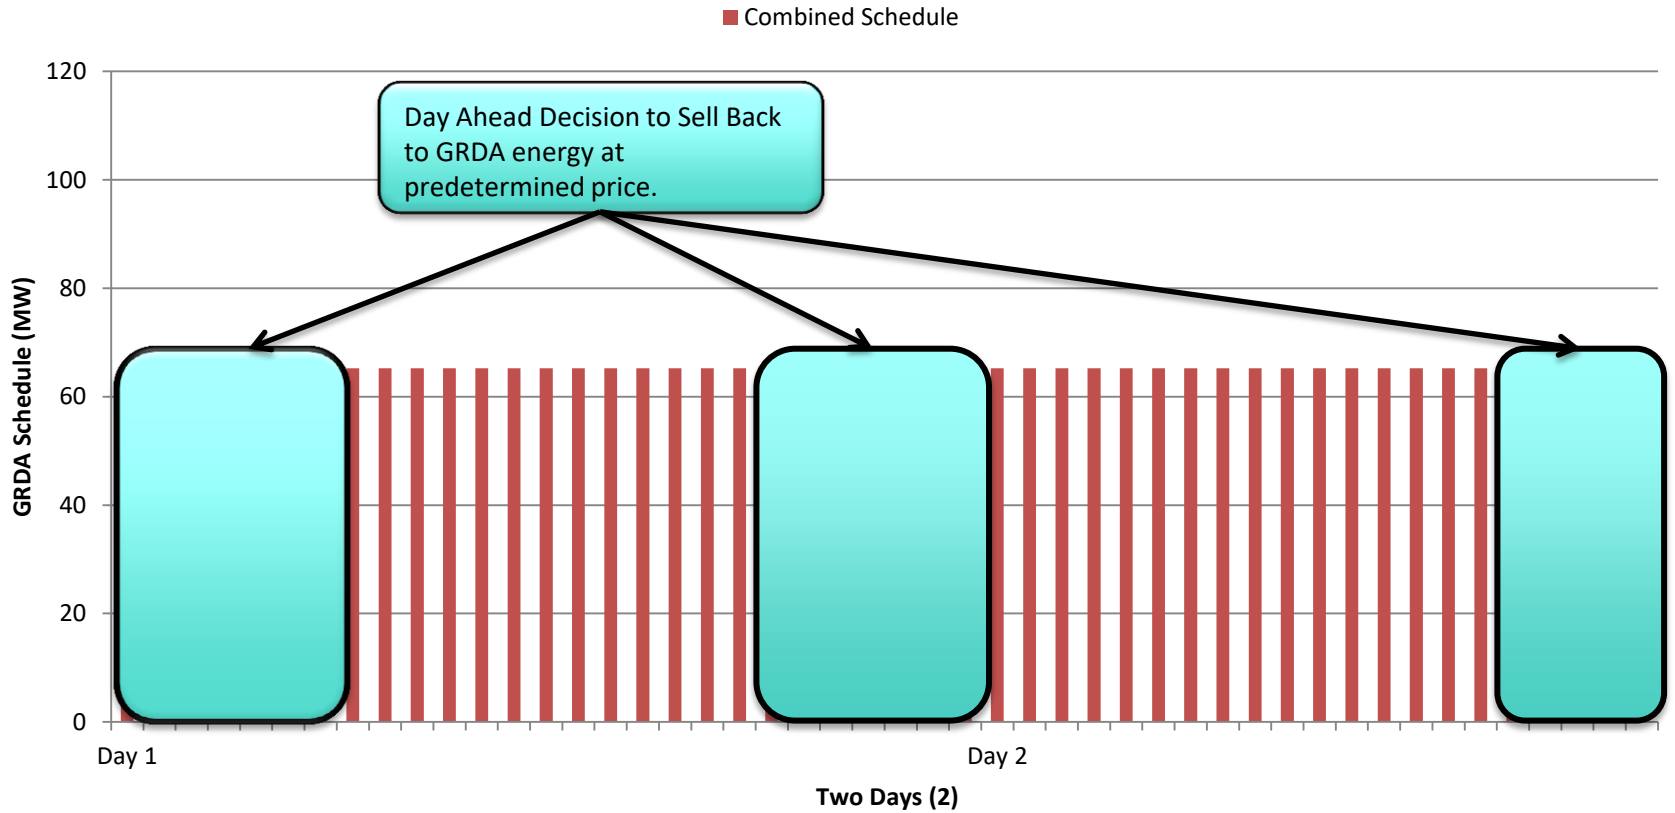 Combined Schedule
120
100
80
60
40
20
0
GRDA Schedule (MW)
Day Ahead Decision to Sell Back
to GRDA energy at
predetermined price.
Day 1
Day 2
Two Days (2)